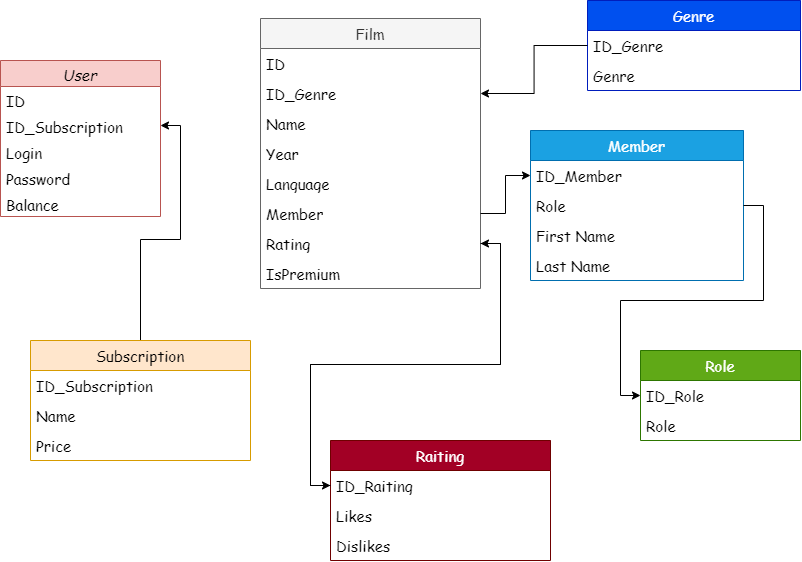 User
ID
ID_Subscription
Login
Password
Balance
Film
ID
ID_Genre
Name
Year
Language
Member
Rating
IsPremium
Genre
ID_Genre
Genre
Member
ID_Member
Role
First Name
Last Name
Subscription
ID_Subscription
Name
Price
Role
ID_Role
Role
Raiting
ID_Raiting
Likes
Dislikes